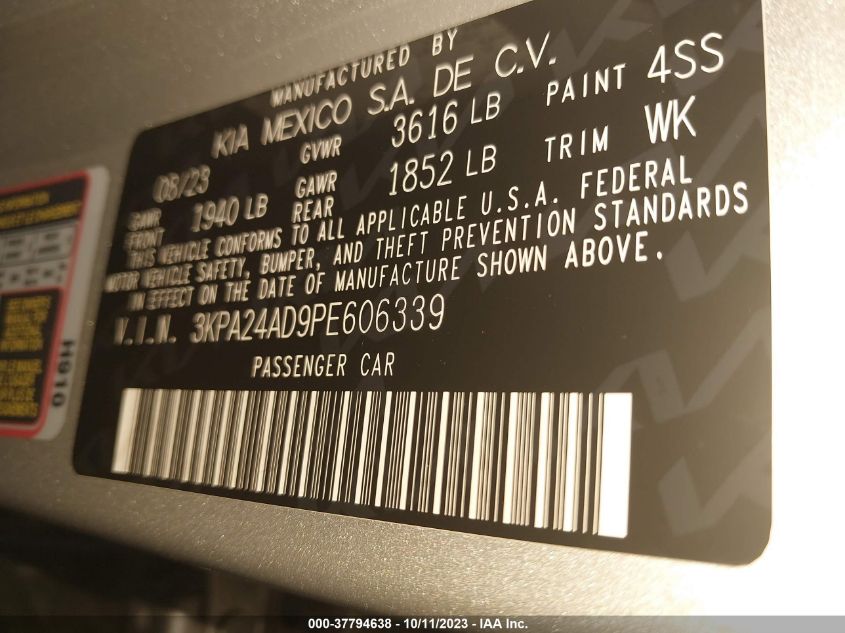 MANUFACTURED BY
KIA MEXICO S.A. DE C.V.
08/23 GVWR 3616 LB PAINT 4SS
GAWR FRONT 1940 LB GAWR REAR 1852 LB TRIM WK
THIS VEHICLE CONFORMS TO ALL APPLICABLE U.S.A. FEDERAL
MOTOR VEHICLE SAFETY, BUMPER, AND THEFT PREVENTION STANDARDS
IN EFFECT ON THE DATE OF MANUFACTURE SHOWN ABOVE.
V.I.N. 3KPA24AD9PE606339
PASSENGER CAR
H910
000-37794638 - 10/11/2023 - IAA Inc.